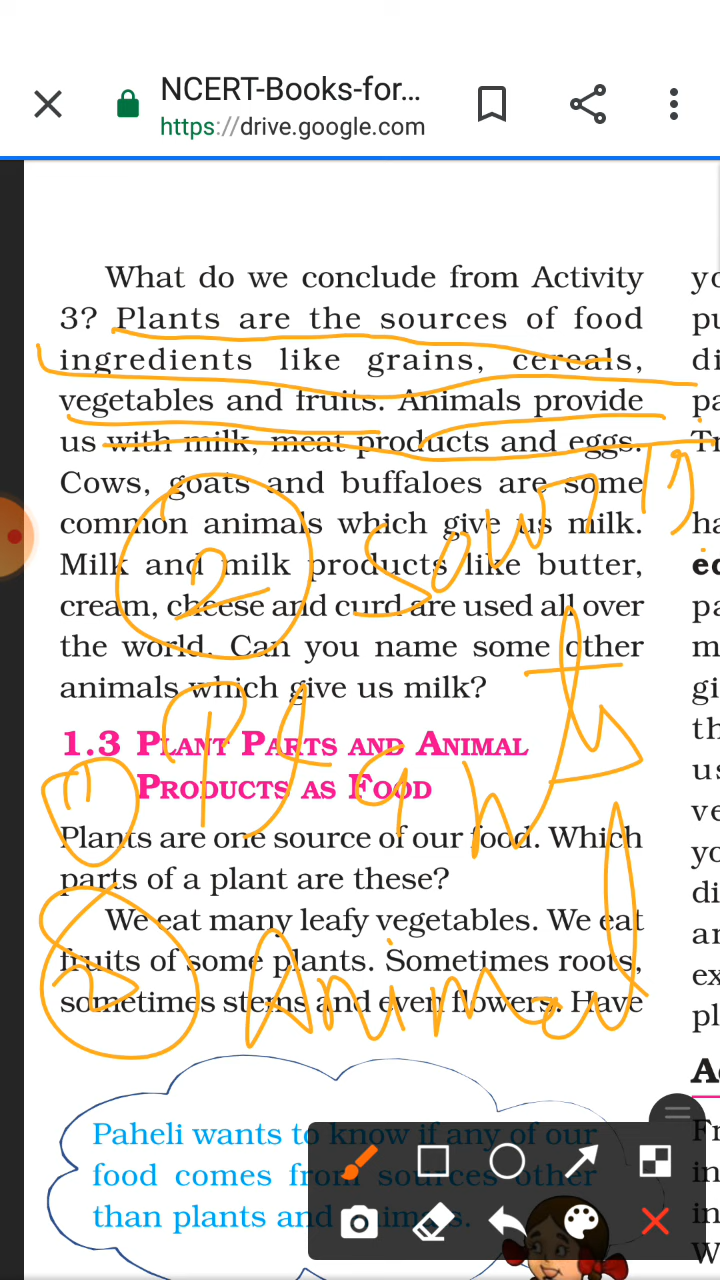 NCERT-Books-for...
https://drive.google.com
What do we conclude from Activity
3? Plants are the sources of food
ingredients like grains, cereals,
vegetables and fruits. Animals provide
us with milk, meat products and eggs.
Cows, goats and buffaloes are some
common animals which give us milk.
Milk and milk products like butter,
cream, cheese and curd are used all over
the world. Can you name some other
animals which give us milk?
② 
1.3 PLANT PARTS AND ANIMAL
PRODUCTS AS FOOD
① Plants
Plants are one source of our food. Which
parts of a plant are these?
We eat many leafy vegetables. We eat
fruits of some plants. Sometimes roots,
sometimes stems and even flowers. Have
② Animal
Paheli wants to know if any of our
food comes from sources other
than plants and animals.